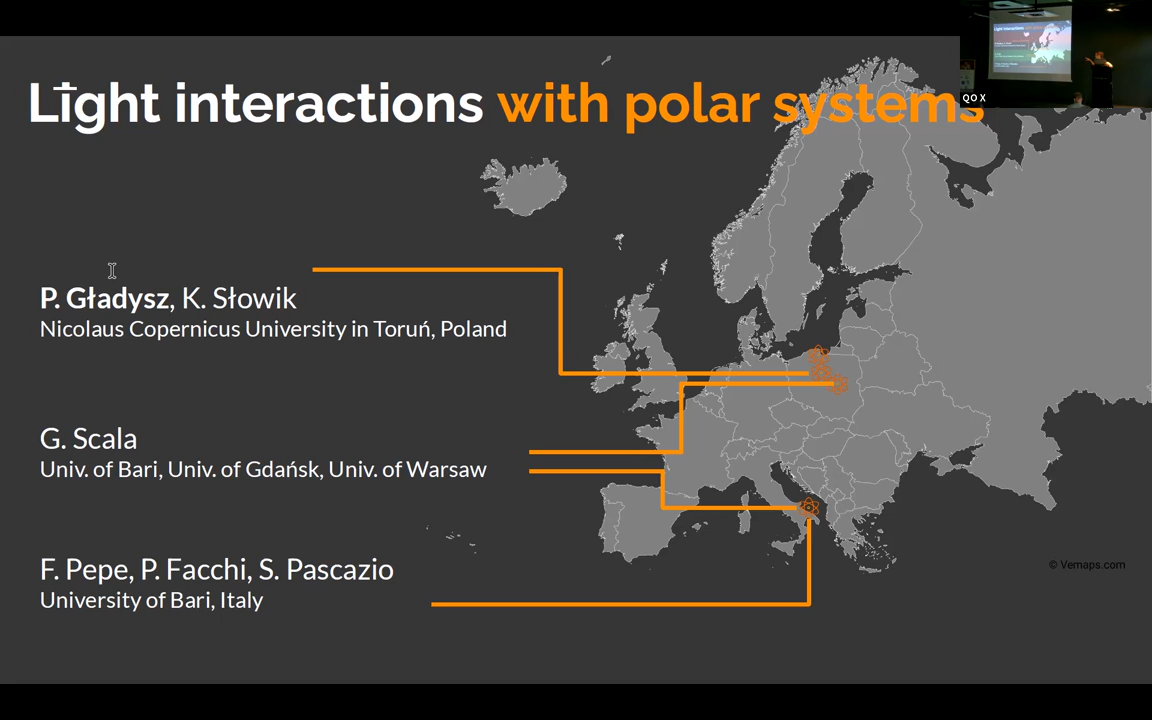 Light interactions with polar systems
QOX
P. Gładysz, K. Słowik
Nicolaus Copernicus University in Toruń, Poland
G. Scala
Univ. of Bari, Univ. of Gdańsk, Univ. of Warsaw
F. Pepe, P. Facchi, S. Pascazio
University of Bari, Italy
© Vemaps.com